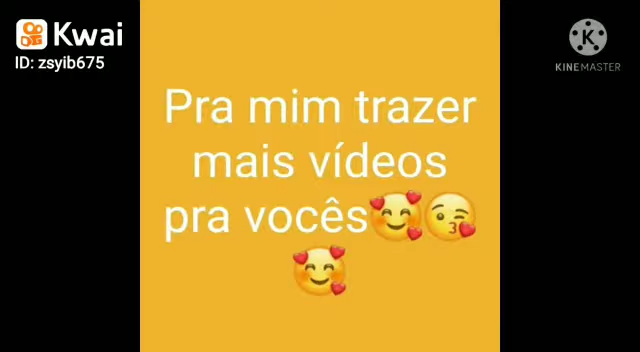 Kwai
ID: zsyib675
K
KINEMASTER
Pra mim trazer
mais vídeos
pra vocês🥰😘
🥰